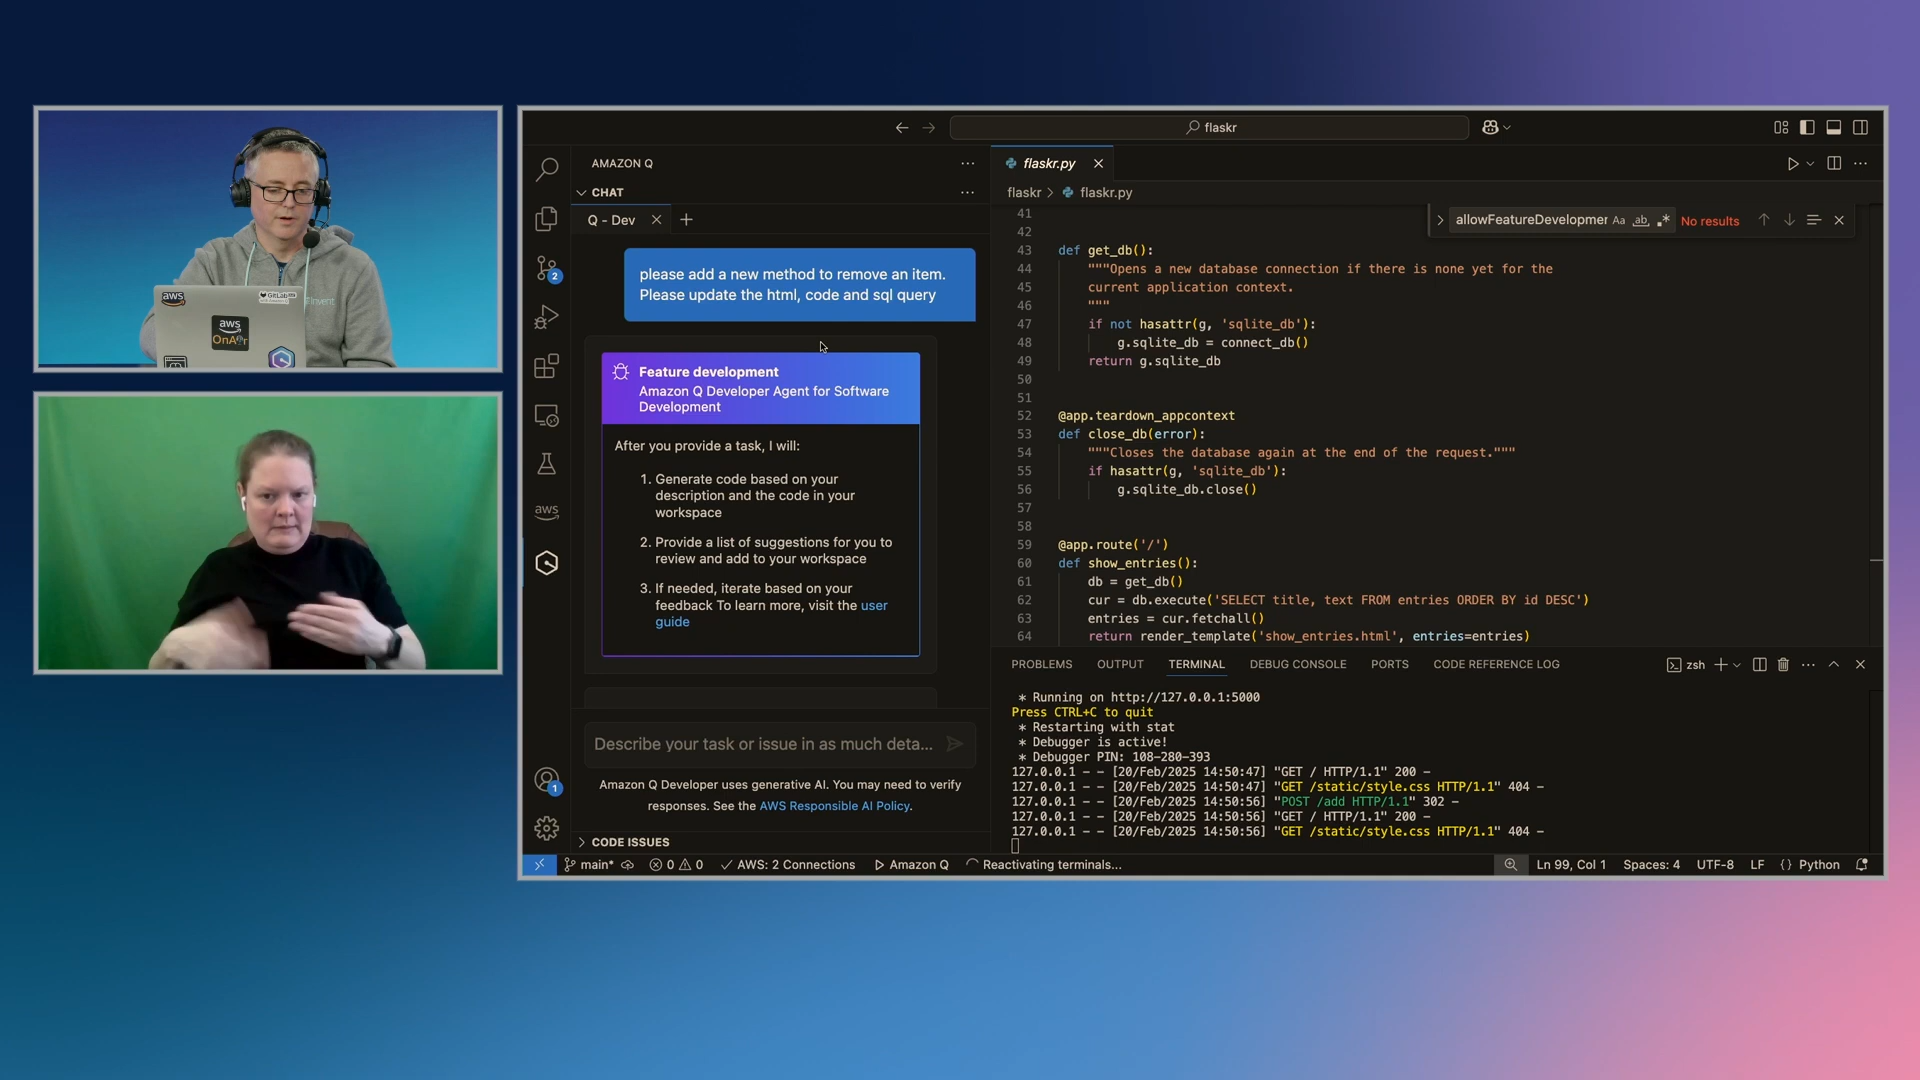 aws
GitLab
re:Invent
aws
OnAir
flaskr
AMAZON Q
CHAT
Q - Dev
please add a new method to remove an item.
Please update the html, code and sql query
Feature development
Amazon Q Developer Agent for Software
Development
After you provide a task, I will:
1. Generate code based on your
description and the code in your
workspace
2. Provide a list of suggestions for you to
review and add to your workspace
3. If needed, iterate based on your
feedback To learn more, visit the user
guide
Describe your task or issue in as much deta...
Amazon Q Developer uses generative AI. You may need to verify
responses. See the AWS Responsible AI Policy.
CODE ISSUES
2
aws
1
flaskr.py
flaskr > flaskr.py
allowFeatureDevelopmer Aa ab .* No results
41
42
43 def get_db():
44 """Opens a new database connection if there is none yet for the
45 current application context.
46 """
47 if not hasattr(g, 'sqlite_db'):
48 g.sqlite_db = connect_db()
49 return g.sqlite_db
50
51
52 @app.teardown_appcontext
53 def close_db(error):
54 """Closes the database again at the end of the request."""
55 if hasattr(g, 'sqlite_db'):
56 g.sqlite_db.close()
57
58
59 @app.route('/')
60 def show_entries():
61 db = get_db()
62 cur = db.execute('SELECT title, text FROM entries ORDER BY id DESC')
63 entries = cur.fetchall()
64 return render_template('show_entries.html', entries=entries)
PROBLEMS OUTPUT TERMINAL DEBUG CONSOLE PORTS CODE REFERENCE LOG zsh
* Running on http://127.0.0.1:5000
Press CTRL+C to quit
* Restarting with stat
* Debugger is active!
* Debugger PIN: 108-280-393
127.0.0.1 - - [20/Feb/2025 14:50:47] "GET / HTTP/1.1" 200 -
127.0.0.1 - - [20/Feb/2025 14:50:47] "GET /static/style.css HTTP/1.1" 404 -
127.0.0.1 - - [20/Feb/2025 14:50:56] "POST /add HTTP/1.1" 302 -
127.0.0.1 - - [20/Feb/2025 14:50:56] "GET / HTTP/1.1" 200 -
127.0.0.1 - - [20/Feb/2025 14:50:56] "GET /static/style.css HTTP/1.1" 404 -
main* 0 0 AWS: 2 Connections Amazon Q Reactivating terminals... Ln 99, Col 1 Spaces: 4 UTF-8 LF {} Python